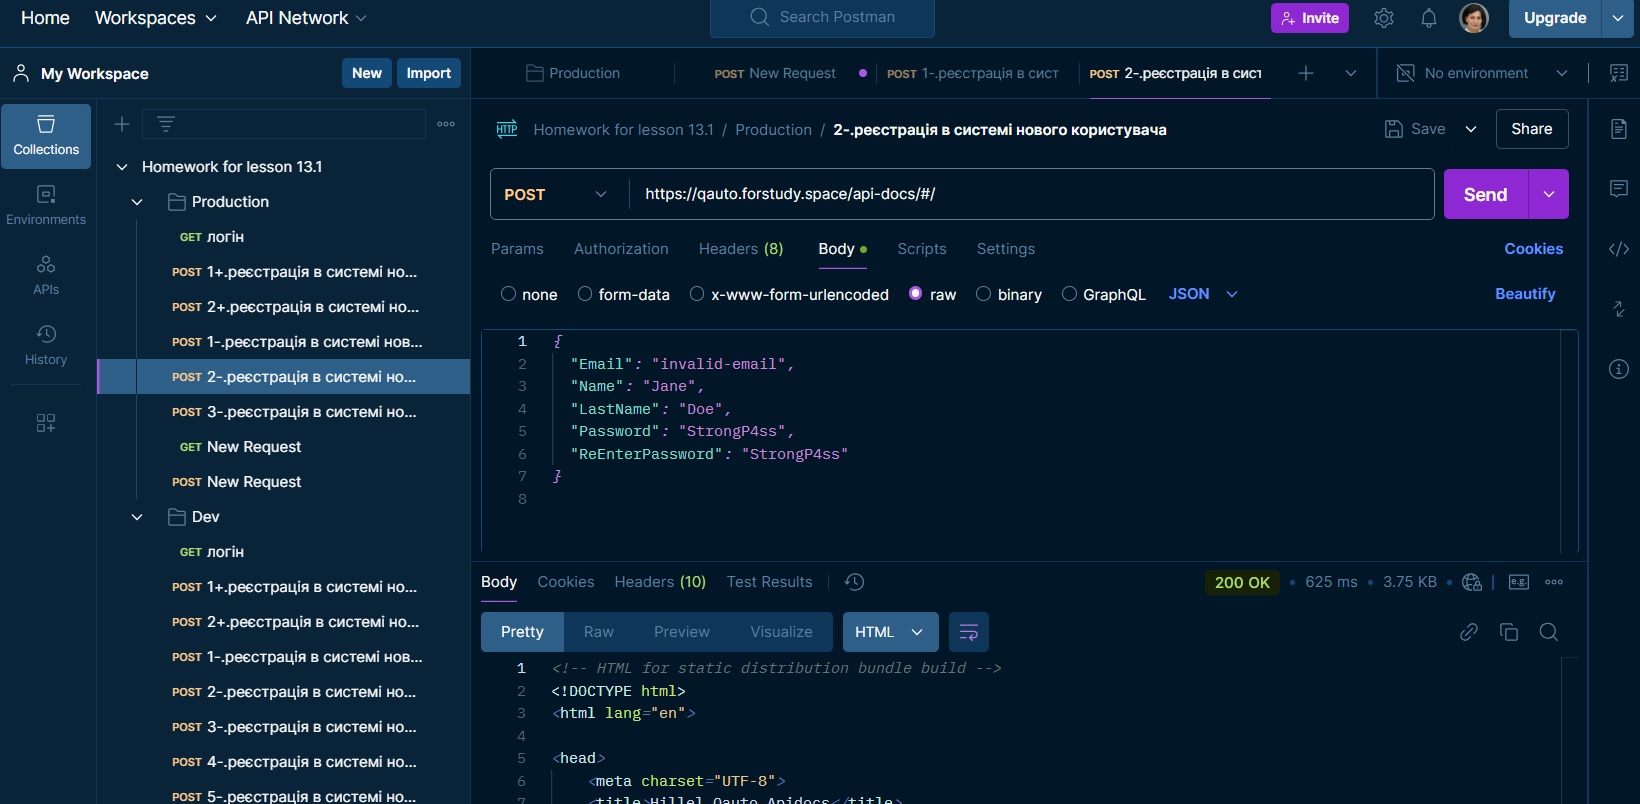 Home Workspaces API Network Search Postman Invite Upgrade
My Workspace New Import
Production POST New Request POST 1-.реєстрація в сист POST 2-.реєстрація в сист No environment
Collections
Environments
APIs
History
Homework for lesson 13.1
Production
GET логін
POST 1+.реєстрація в системі но...
POST 2+.реєстрація в системі но...
POST 1-.реєстрація в системі нов...
POST 2-.реєстрація в системі но...
POST 3-.реєстрація в системі но...
GET New Request
POST New Request
Dev
GET логін
POST 1+.реєстрація в системі но...
POST 2+.реєстрація в системі но...
POST 1-.реєстрація в системі нов...
POST 2-.реєстрація в системі но...
POST 3-.реєстрація в системі но...
POST 4-.реєстрація в системі но...
POST 5-.реєстрація в системі но...
HTTP Homework for lesson 13.1 / Production / 2-.реєстрація в системі нового користувача Save Share
POST https://qauto.forstudy.space/api-docs/#/ Send
Params Authorization Headers (8) Body Scripts Settings Cookies
none form-data x-www-form-urlencoded raw binary GraphQL JSON Beautify
1 {
2 "Email": "invalid-email",
3 "Name": "Jane",
4 "LastName": "Doe",
5 "Password": "StrongP4ss",
6 "ReEnterPassword": "StrongP4ss"
7 }
8
Body Cookies Headers (10) Test Results 200 OK 625 ms 3.75 KB e.g.
Pretty Raw Preview Visualize HTML
1 <!-- HTML for static distribution bundle build -->
2 <!DOCTYPE html>
3 <html lang="en">
4
5 <head>
6 <meta charset="UTF-8">
7 <title>Hillel Qauto Apidocs</title>